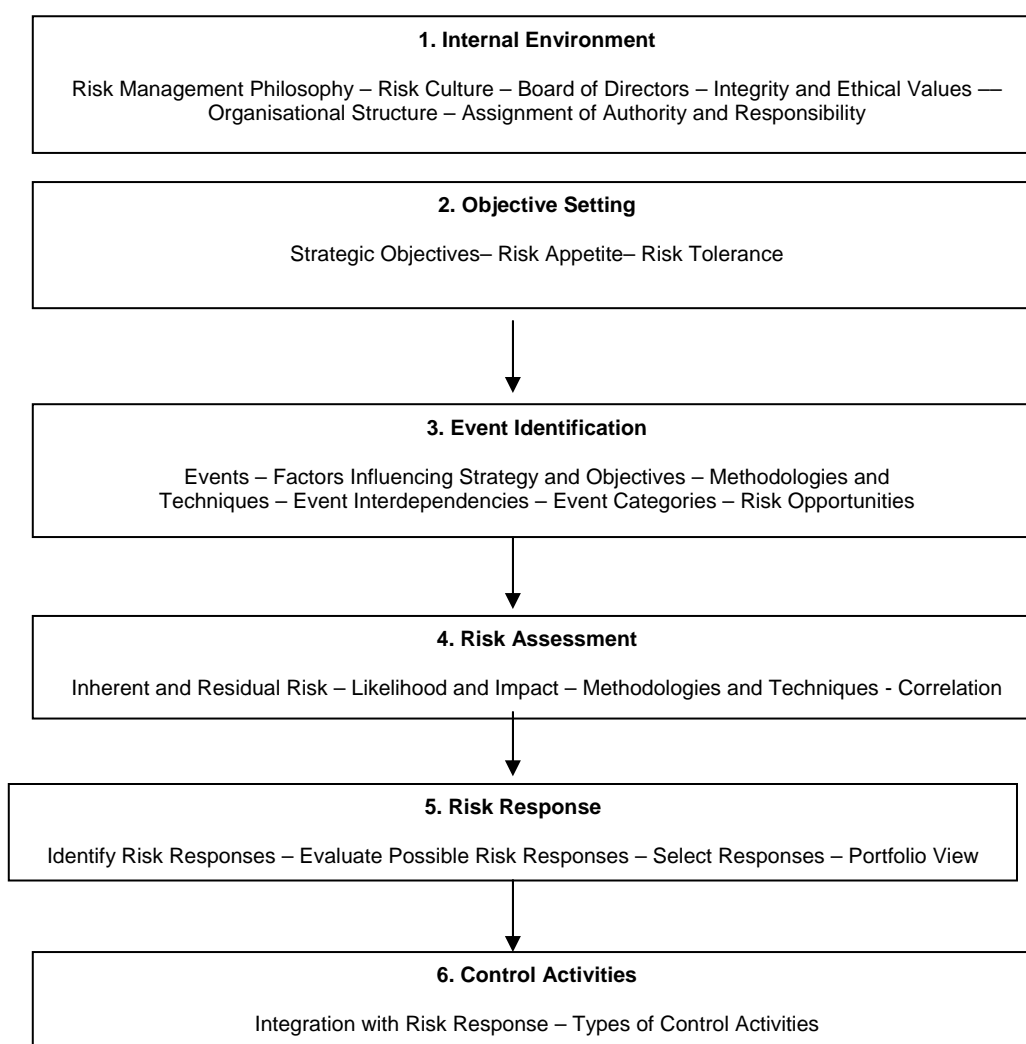 1. Internal Environment
Risk Management Philosophy – Risk Culture – Board of Directors – Integrity and Ethical Values ––
Organisational Structure – Assignment of Authority and Responsibility
2. Objective Setting
Strategic Objectives– Risk Appetite– Risk Tolerance
3. Event Identification
Events – Factors Influencing Strategy and Objectives – Methodologies and
Techniques – Event Interdependencies – Event Categories – Risk Opportunities
4. Risk Assessment
Inherent and Residual Risk – Likelihood and Impact – Methodologies and Techniques - Correlation
5. Risk Response
Identify Risk Responses – Evaluate Possible Risk Responses – Select Responses – Portfolio View
6. Control Activities
Integration with Risk Response – Types of Control Activities